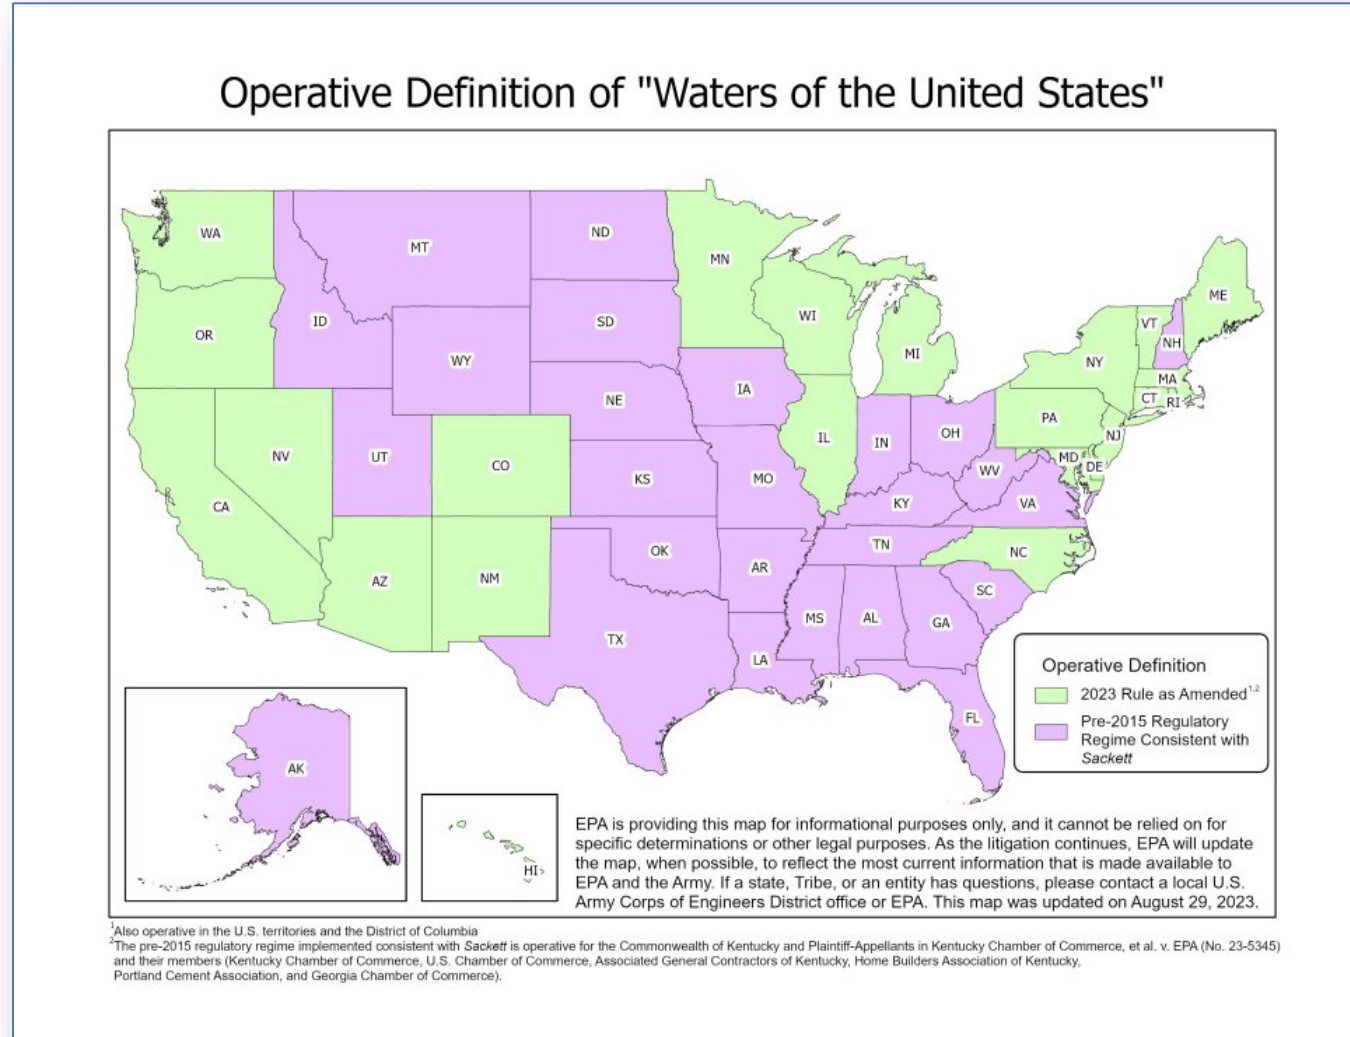 Operative Definition of "Waters of the United States"
WA
MT
ND
MN
ME
OR
ID
SD
WI
VT
NH
WY
MI
NY
MA
IA
NE
CT
RI
PA
NV
UT
CO
IL
IN
OH
NJ
MD
DE
KS
MO
WV
CA
KY
VA
OK
TN
NC
AZ
NM
AR
SC
TX
MS
AL
GA
LA
FL
AK
HI
Operative Definition
2023 Rule as Amended1,2
Pre-2015 Regulatory
Regime Consistent with
Sackett
EPA is providing this map for informational purposes only, and it cannot be relied on for
specific determinations or other legal purposes. As the litigation continues, EPA will update
the map, when possible, to reflect the most current information that is made available to
EPA and the Army. If a state, Tribe, or an entity has questions, please contact a local U.S.
Army Corps of Engineers District office or EPA. This map was updated on August 29, 2023.
1Also operative in the U.S. territories and the District of Columbia
2The pre-2015 regulatory regime implemented consistent with Sackett is operative for the Commonwealth of Kentucky and Plaintiff-Appellants in Kentucky Chamber of Commerce, et al. v. EPA (No. 23-5345)
and their members (Kentucky Chamber of Commerce, U.S. Chamber of Commerce, Associated General Contractors of Kentucky, Home Builders Association of Kentucky,
Portland Cement Association, and Georgia Chamber of Commerce).